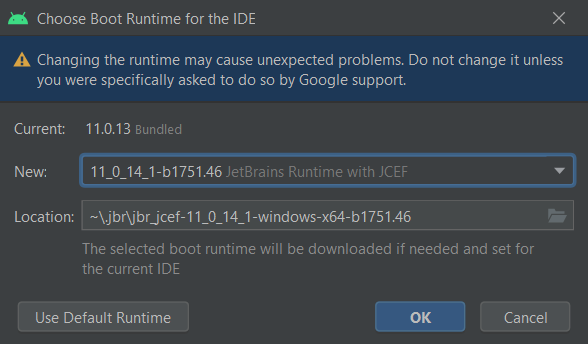 Choose Boot Runtime for the IDE
Changing the runtime may cause unexpected problems. Do not change it unless
you were specifically asked to do so by Google support.
Current: 11.0.13 Bundled
New: 11_0_14_1-b1751.46 JetBrains Runtime with JCEF
Location: ~\.jbr\jbr_jcef-11_0_14_1-windows-x64-b1751.46
The selected boot runtime will be downloaded if needed and set for
the current IDE
Use Default Runtime OK Cancel